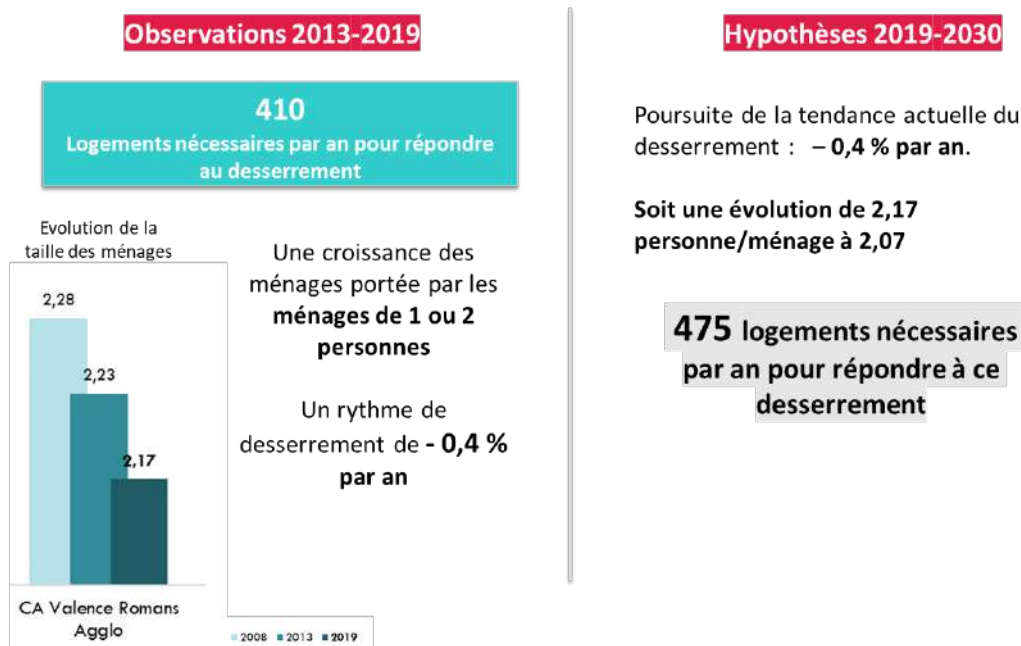 Observations 2013-2019
410
Logements nécessaires par an pour répondre
au desserrement
Evolution de la
taille des ménages
2,28
2,23
2,17
CA Valence Romans
Agglo
2008 2013 2019
Une croissance des
ménages portée par les
ménages de 1 ou 2
personnes
Un rythme de
desserrement de - 0,4 %
par an
Hypothèses 2019-2030
Poursuite de la tendance actuelle du
desserrement : – 0,4 % par an.
Soit une évolution de 2,17
personne/ménage à 2,07
475 logements nécessaires
par an pour répondre à ce
desserrement